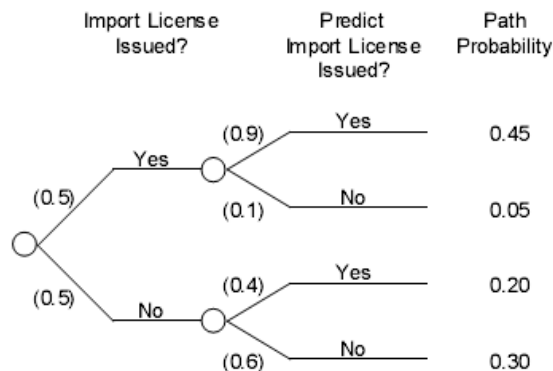 Import License
Issued?
Predict
Import License
Issued?
Path
Probability
(0.9)
Yes
0.45
Yes
(0.5)
(0.1)
No
0.05
(0.5)
No
(0.4)
Yes
0.20
(0.6)
No
0.30